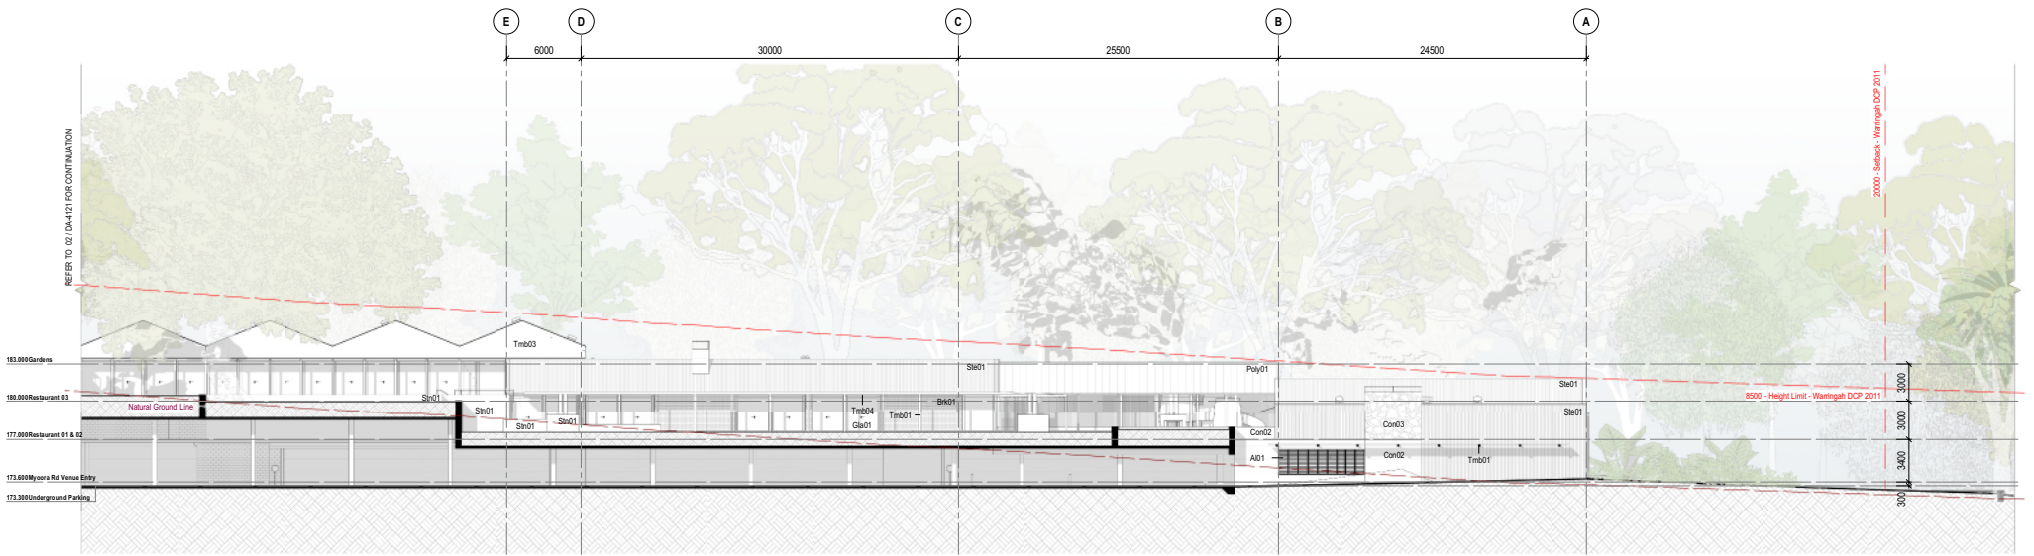 E
D
C
B
A
6000
30000
25500
24500
REFER TO 02 / DA-4121 FOR CONTINUATION
20000 - Setback - Warringah DCP 2011
Tmb03
183.000 Gardens
Ste01
Poly01
Ste01
3000
180.000 Restaurant 03
Stn01
Brk01
8500 - Height Limit - Warringah DCP 2011
Natural Ground Line
Stn01
Tmb04
Tmb01
Ste01
3000
Stn01
Stn01
Gla01
Con03
177.000 Restaurant 01 & 02
Con02
Al01
Con02
Tmb01
3400
173.600 Myoora Rd Venue Entry
173.300 Underground Parking
300